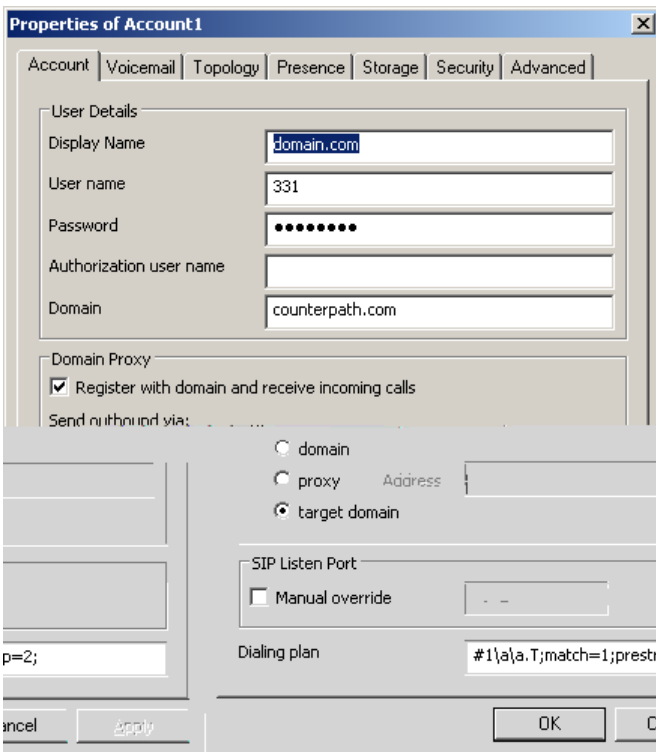 Properties of Account1
Account Voicemail Topology Presence Storage Security Advanced
User Details
Display Name domain.com
User name 331
Password ●●●●●●●●
Authorization user name
Domain counterpath.com
Domain Proxy
Register with domain and receive incoming calls
Send outbound via:
domain
proxy Address
target domain
SIP Listen Port
Manual override
p=2; Dialing plan #1\a\a.T;match=1;prestr
ancel Apply OK C